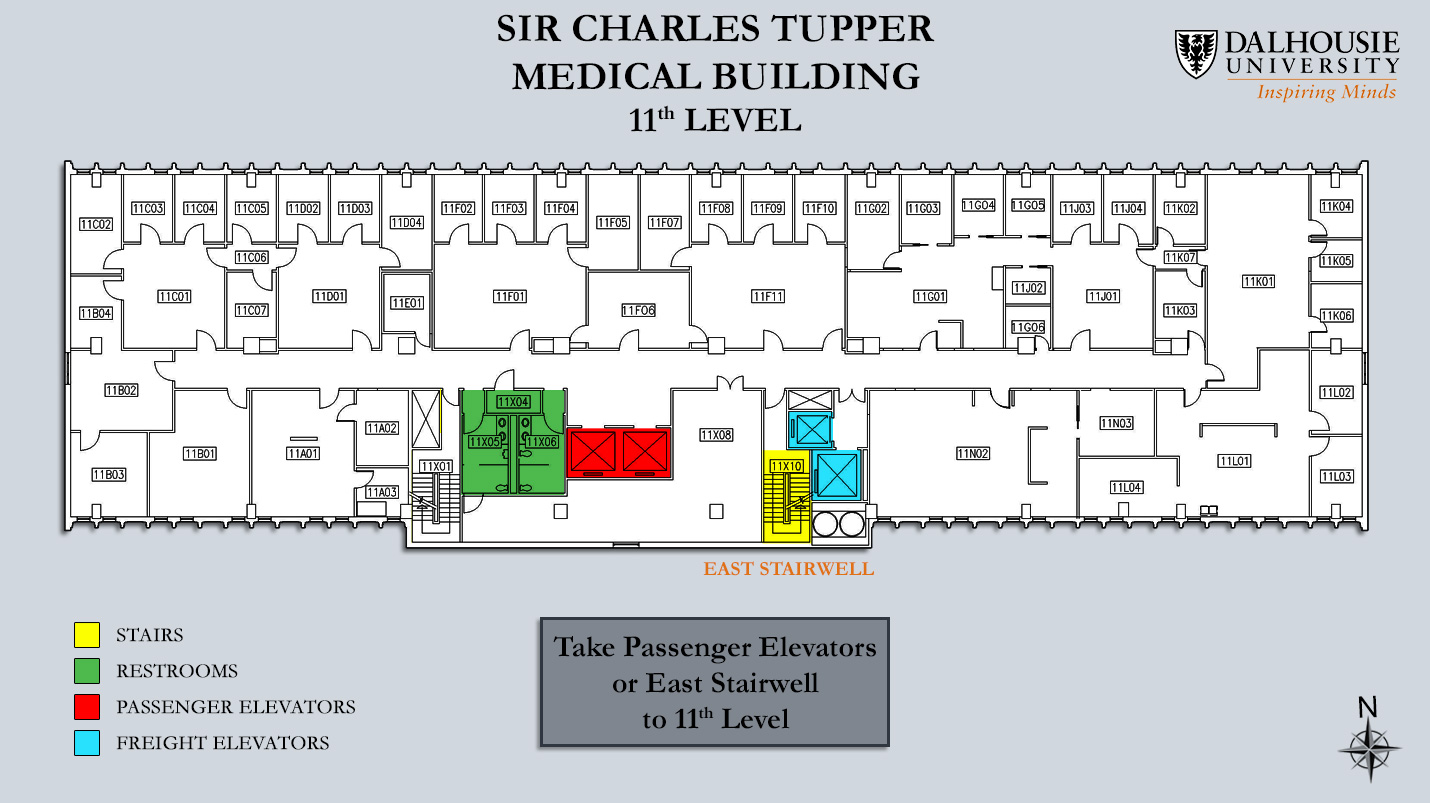 SIR CHARLES TUPPER
MEDICAL BUILDING
11th LEVEL
DALHOUSIE
UNIVERSITY
Inspiring Minds
11C02
11C03
11C04
11C05
11D02
11D03
11D04
11F02
11F03
11F04
11F05
11F07
11F08
11F09
11F10
11G02
11G03
11G04
11G05
11J03
11J04
11K02
11K04
11C06
11K07
11K05
11B04
11C01
11C07
11D01
11E01
11F01
11F06
11F11
11G01
11J02
11G06
11J01
11K03
11K01
11K06
11B02
11L02
11X04
11B03
11B01
11A01
11A02
11A03
11X01
11X05
11X06
11X08
11X10
11N02
11N03
11L04
11L01
11L03
EAST STAIRWELL
STAIRS
RESTROOMS
PASSENGER ELEVATORS
FREIGHT ELEVATORS
Take Passenger Elevators
or East Stairwell
to 11th Level
N